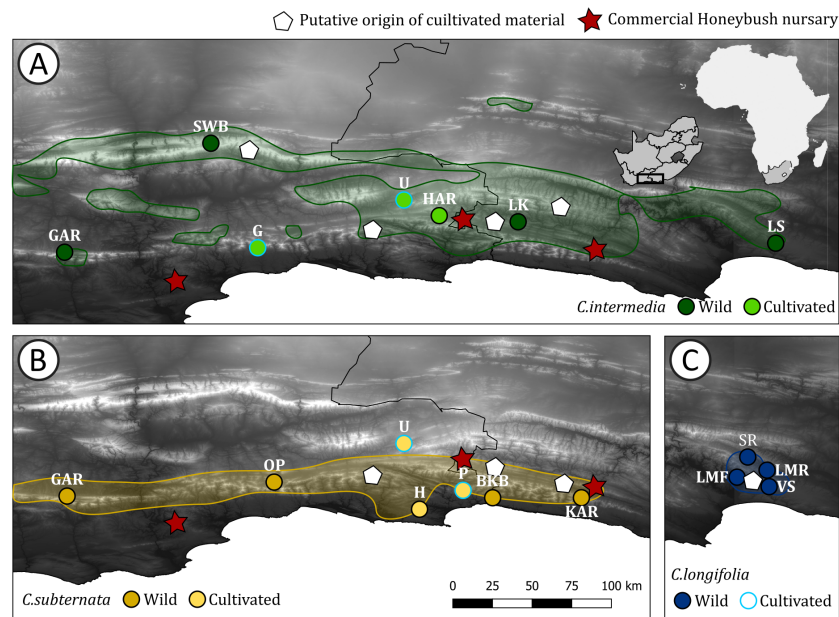 Putative origin of cuiltivated material Commercial Honeybush nursary
A
SWB
U
HAR
LK
GAR
G
LS
C.intermedia Wild Cultivated
B
C
U
SR
GAR
OP
P
BKB
LMF
LMR
VS
H
KAR
C.subternata Wild Cultivated
0 25 50 75 100 km
C.longifolia
Wild Cultivated